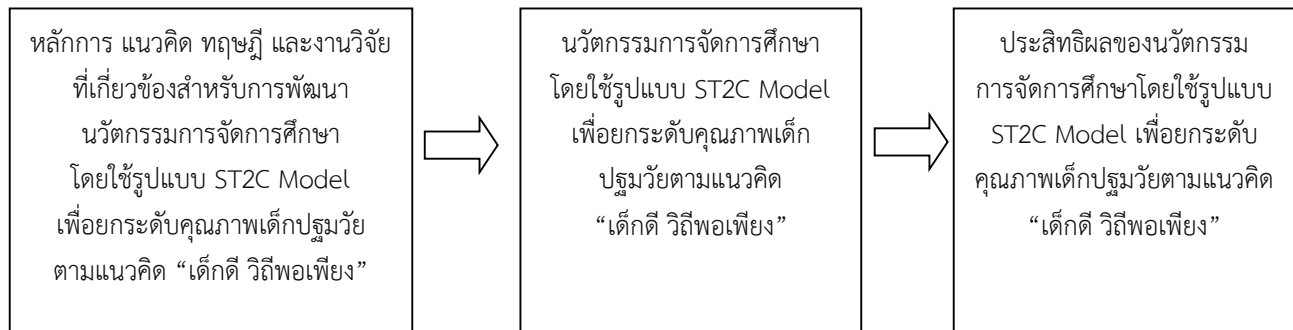 หลักการ แนวคิด ทฤษฎี และงานวิจัย
ที่เกี่ยวข้องสำหรับการพัฒนา
นวัตกรรมการจัดการศึกษา
โดยใช้รูปแบบ ST2C Model
เพื่อยกระดับคุณภาพเด็กปฐมวัย
ตามแนวคิด “เด็กดี วิถีพอเพียง”
นวัตกรรมการจัดการศึกษา
โดยใช้รูปแบบ ST2C Model
เพื่อยกระดับคุณภาพเด็ก
ปฐมวัยตามแนวคิด
“เด็กดี วิถีพอเพียง”
ประสิทธิผลของนวัตกรรม
การจัดการศึกษาโดยใช้รูปแบบ
ST2C Model เพื่อยกระดับ
คุณภาพเด็กปฐมวัยตามแนวคิด
“เด็กดี วิถีพอเพียง”